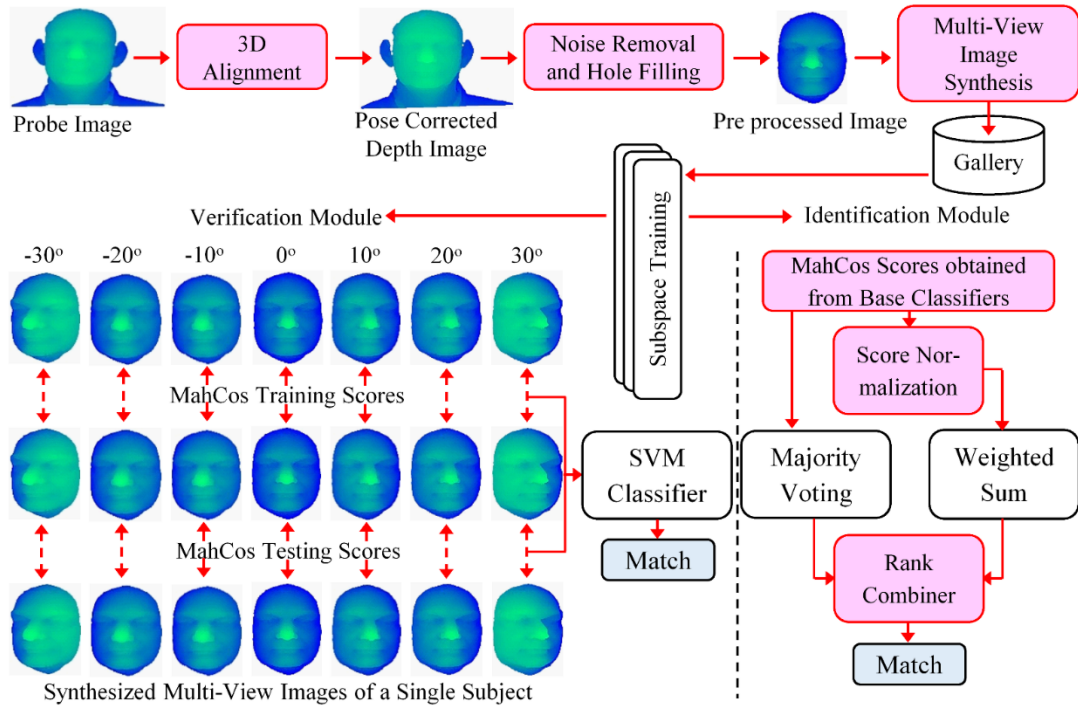 3D
Alignment
Noise Removal
and Hole Filling
Multi-View
Image
Synthesis
Probe Image
Pose Corrected
Depth Image
Pre processed Image
Gallery
Subspace Training
Verification Module
Identification Module
-30° -20° -10° 0° 10° 20° 30°
MahCos Training Scores
MahCos Testing Scores
Synthesized Multi-View Images of a Single Subject
SVM
Classifier
Match
MahCos Scores obtained
from Base Classifiers
Score Nor-
malization
Majority
Voting
Weighted
Sum
Rank
Combiner
Match